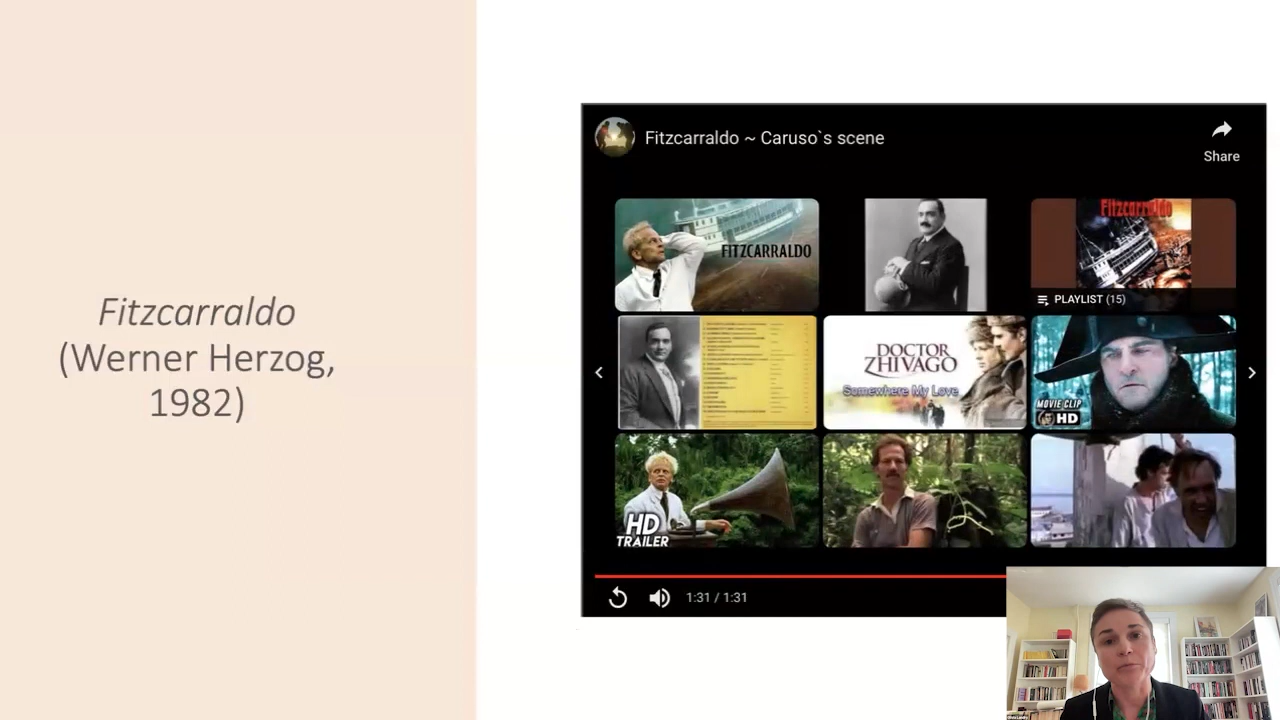 Fitzcarraldo
(Werner Herzog,
1982)
Fitzcarraldo ~ Caruso`s scene
Share
FITZCARRALDO
Fitzcarraldo
PLAYLIST (15)
DOCTOR
ZHIVAGO
Somewhere My Love
MOVIE CLIP
HD
HD
TRAILER
1:31 / 1:31